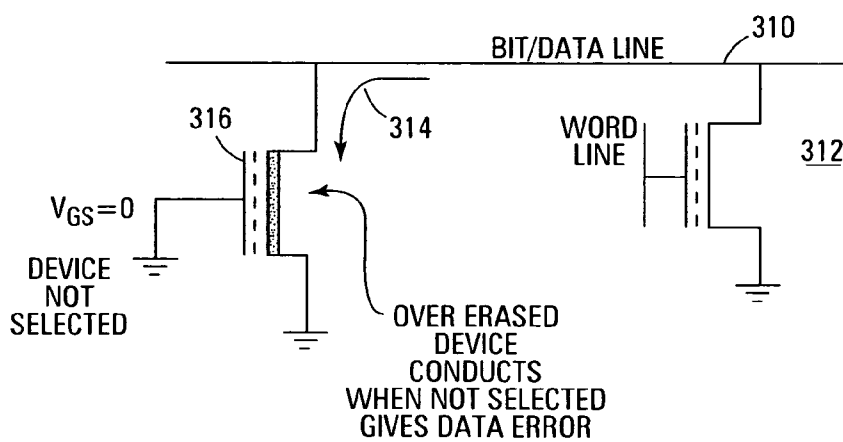 310
BIT/DATA LINE
316
314
WORD
LINE
312
VGS=0
DEVICE
NOT
SELECTED
OVER ERASED
DEVICE
CONDUCTS
WHEN NOT SELECTED
GIVES DATA ERROR